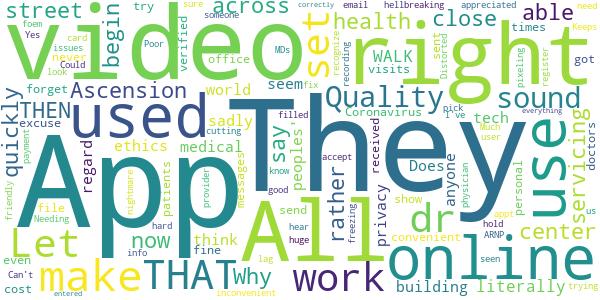 street
across
health
close
able
foem
try
someone
email
hellbreaking
appreciated
Keeps
Yes
card
begin
video
verified
Poor
MDs
set
right
sure
Could
issues
never
look
office
recognize
WALK
times
set
Distorted
recording
visits
got
pixeling
register
need
fix
correctly
Ascension
seem
forget
THEN
world
excuse
quickly
used
They
Quality
sound
Coronavirus
pick
I've
tech
Much
user
everything
sadly
cutting
say
peoples
filled
accept
received
Does
anyone
personal
physician
servicing
doctors
use
regard
ethics
medical
App
All
messages
know
good
dr
rather
privacy
show
convenient
center
us
payment
friendly
Let
file
Needing
nightmare
patients
now
provider
think
send
fine
huge
hear
freezing
hold
ARNP
appt
seen
trying
even
Can't
cost
make
THAT
hard
info
Why
lag
work
building
literally
online
entered
inconvenient